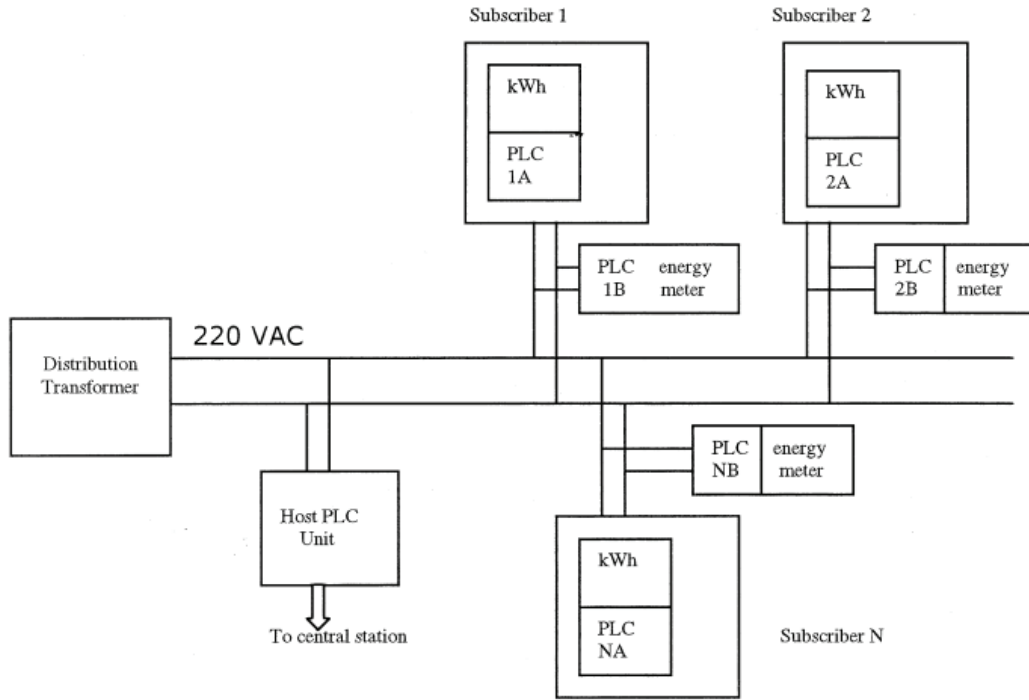 Subscriber 1
Subscriber 2
kWh
PLC
1A
kWh
PLC
2A
PLC energy
1B meter
PLC energy
2B meter
220 VAC
Distribution
Transformer
PLC energy
NB meter
Host PLC
Unit
kWh
PLC
NA
To central station
Subscriber N